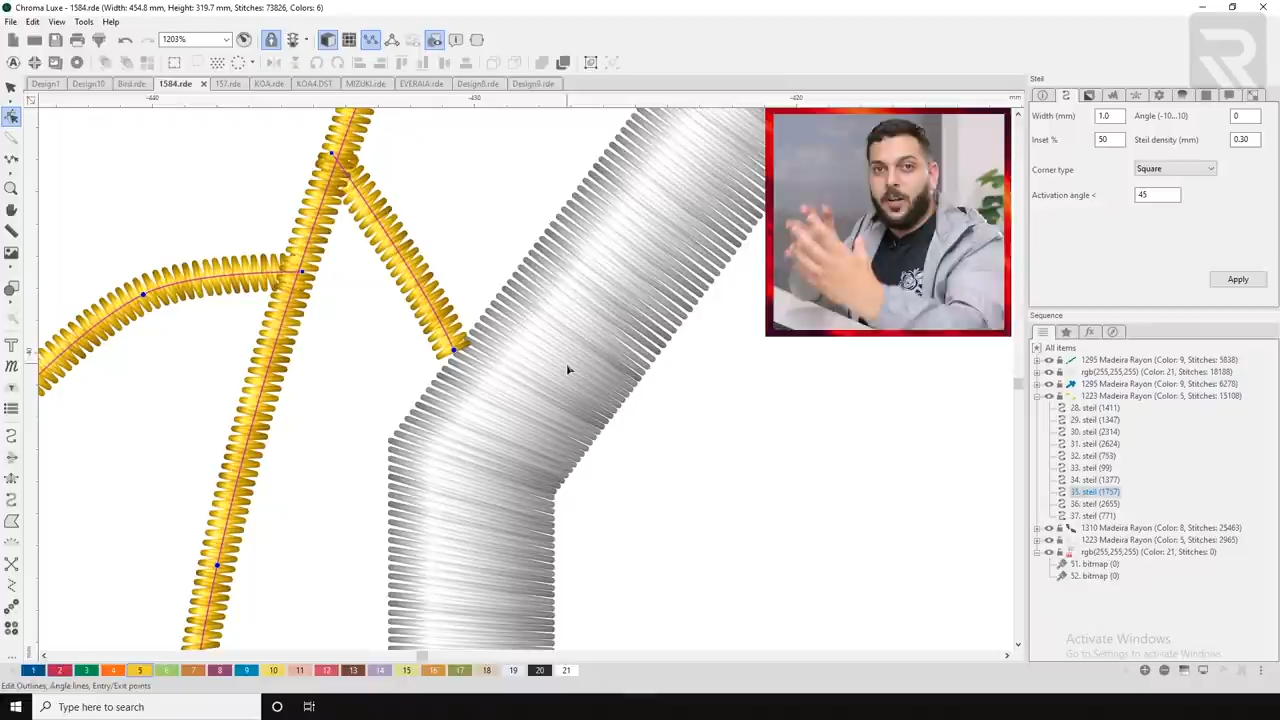 Chroma Luxe - 1584.rde (Width: 454.8 mm, Height: 319.7 mm, Stitches: 73826, Colors: 6)
File Edit View Tools Help
1203%
Design1 Design10 Bird.rde 1584.rde 157.rde KOA.rde KOA4.DST MIZUKI.rde EVERAIA.rde Design8.rde Design9.rde
-440 -430 -420 mm
Steil
Width (mm) 1.0 Angle (-10...10) 0
Inset % 50 Steil density (mm) 0.30
Corner type Square
Activation angle < 45
Apply
Sequence
All items
1295 Madeira Rayon (Color: 9, Stitches: 5838)
rgb(255,255,255) (Color: 21, Stitches: 18188)
1295 Madeira Rayon (Color: 9, Stitches: 6278)
1223 Madeira Rayon (Color: 5, Stitches: 15108)
28. steil (1411)
29. steil (1347)
30. steil (2314)
31. steil (2624)
32. steil (753)
33. steil (99)
34. steil (1377)
35. steil (1757)
36. steil (2655)
37. steil (771)
1310 Madeira Rayon (Color: 8, Stitches: 25463)
1223 Madeira Rayon (Color: 5, Stitches: 2965)
rgb(255,255,255) (Color: 21, Stitches: 0)
51. bitmap (0)
52. bitmap (0)
Activate Windows
Go to Settings to activate Windows.
1 2 3 4 5 6 7 8 9 10 11 12 13 14 15 16 17 18 19 20 21
Edit Outlines, Angle lines, Entry/Exit points
Type here to search